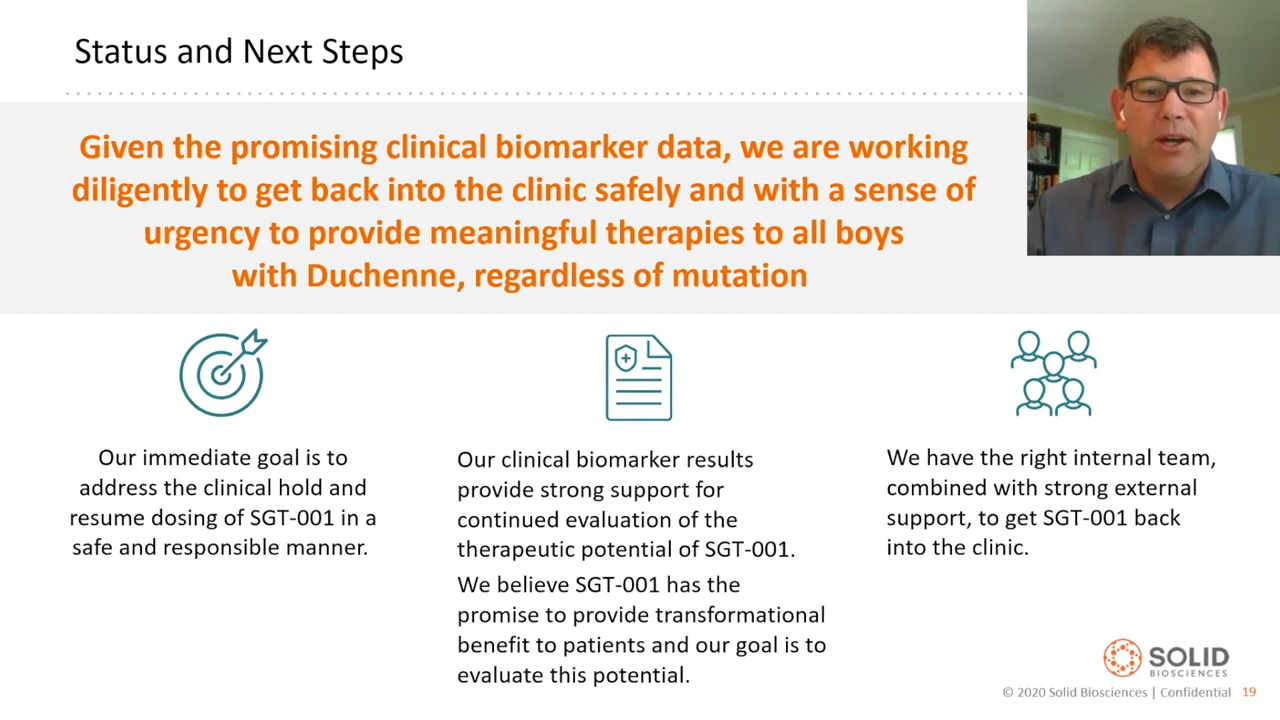 Status and Next Steps
Given the promising clinical biomarker data, we are working
diligently to get back into the clinic safely and with a sense of
urgency to provide meaningful therapies to all boys
with Duchenne, regardless of mutation
Our immediate goal is to
address the clinical hold and
resume dosing of SGT-001 in a
safe and responsible manner.
Our clinical biomarker results
provide strong support for
continued evaluation of the
therapeutic potential of SGT-001.
We believe SGT-001 has the
promise to provide transformational
benefit to patients and our goal is to
evaluate this potential.
We have the right internal team,
combined with strong external
support, to get SGT-001 back
into the clinic.
SOLID
BIOSCIENCES
© 2020 Solid Biosciences | Confidential 19